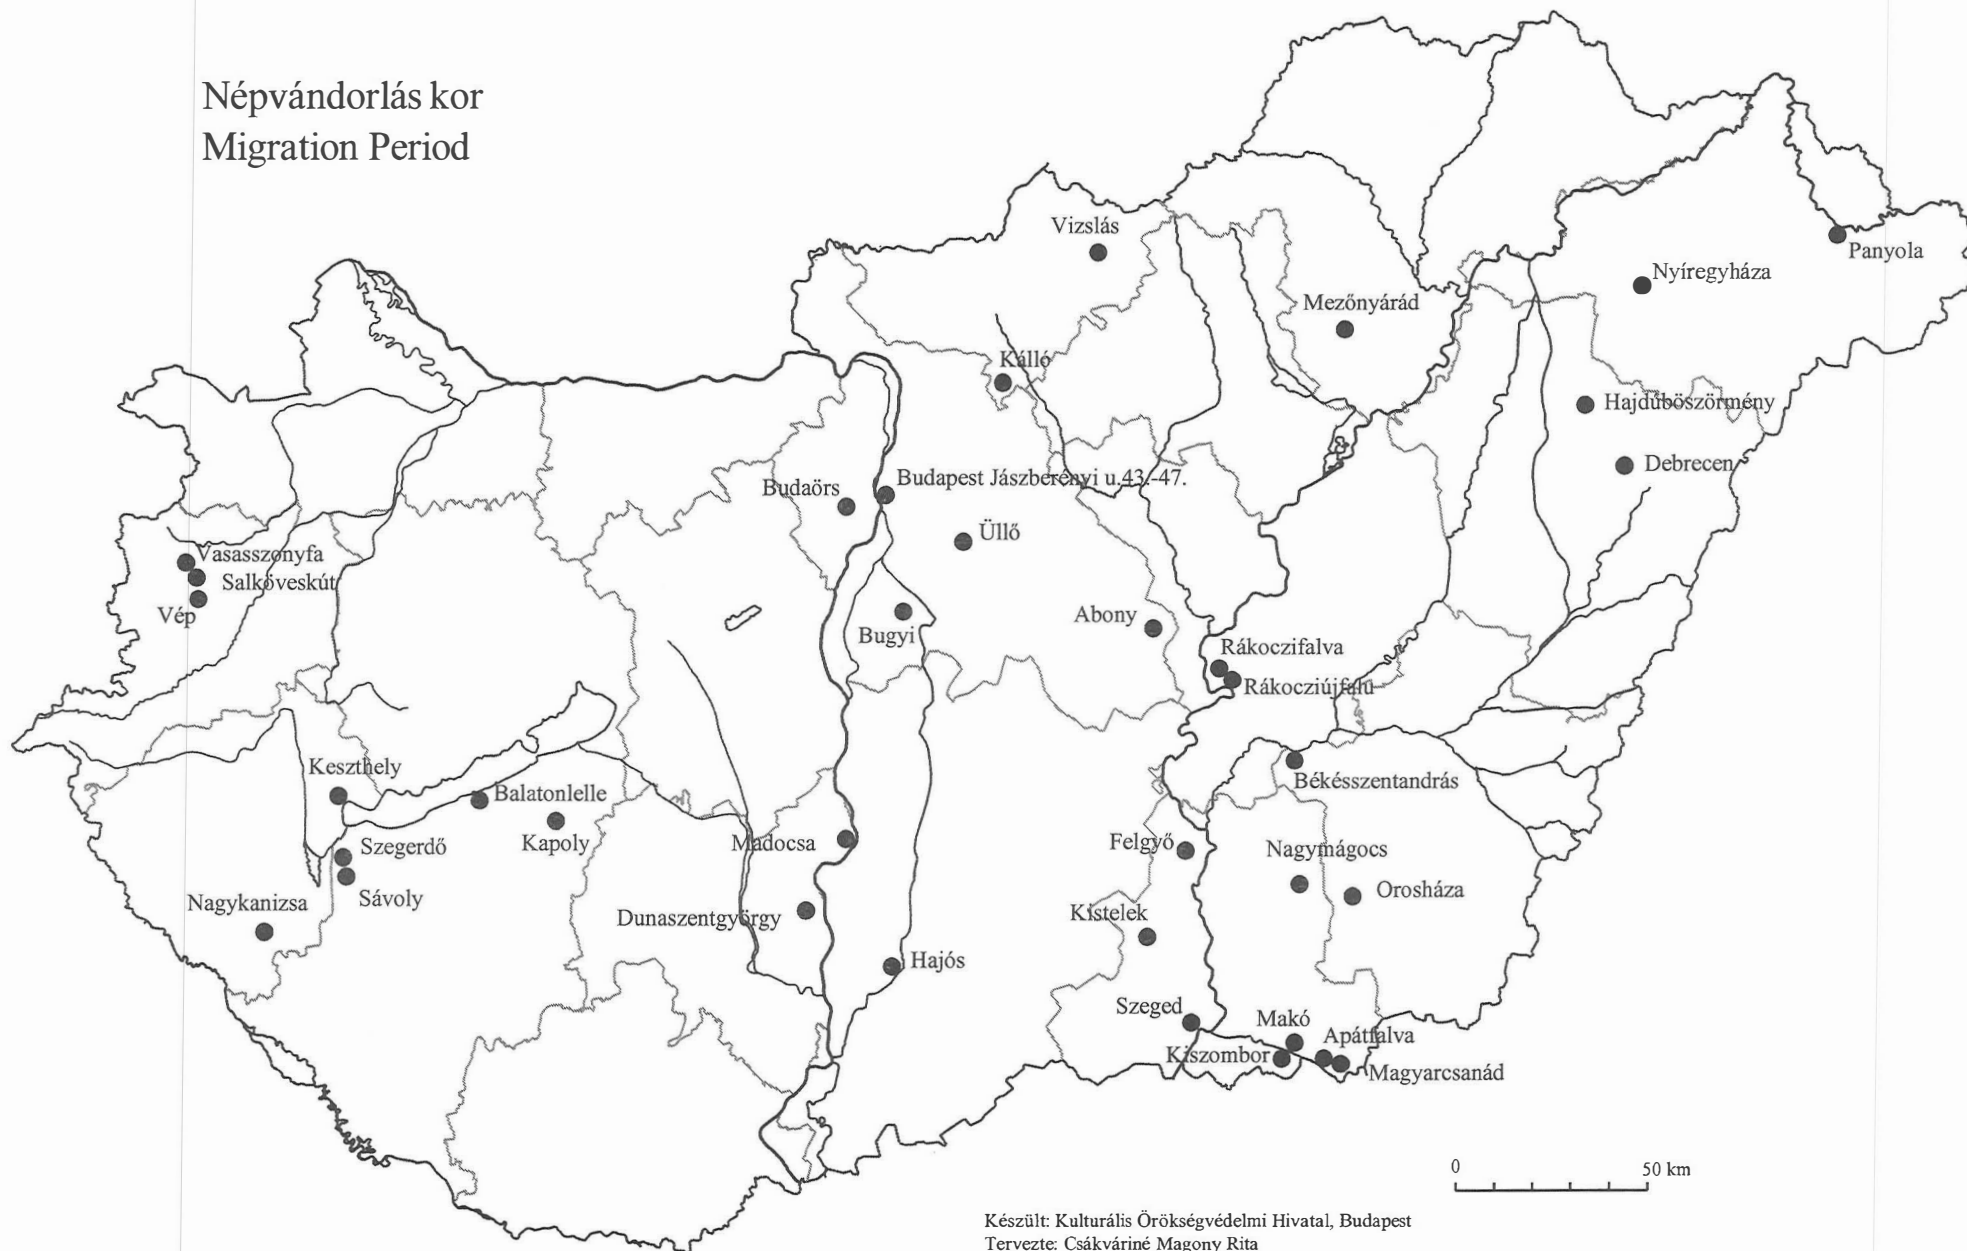 Népvándorlás kor
Migration Period
Vizslás
Panyola
Nyíregyháza
Mezőnyárád
Kálló
Hajdúböszörmény
Debrecen
Budapest Jászberényi u.43.-47.
Budaörs
Üllő
Vasasszonyfa
Salköveskút
Vép
Abony
Bugyi
Rákoczifalva
Rákocziújfalu
Keszthely
Békésszentandrás
Balatonlelle
Kapoly
Madocsa
Felgyő
Szegerdő
Nagymágocs
Orosháza
Sávoly
Nagykanizsa
Kistelek
Dunaszentgyörgy
Hajós
Szeged
Makó
Apátfalva
Kiszombor
Magyarcsanád
0 50 km
Készült: Kulturális Örökségvédelmi Hivatal, Budapest
Tervezte: Csákváriné Magony Rita